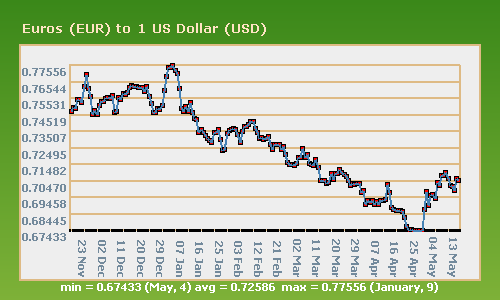 Euros (EUR) to 1 US Dollar (USD)
0.77556
0.76544
0.75531
0.74519
0.73507
0.72495
0.71482
0.70470
0.69458
0.68445
0.67433
23 Nov
02 Dec
11 Dec
20 Dec
29 Dec
07 Jan
16 Jan
25 Jan
03 Feb
12 Feb
21 Feb
02 Mar
11 Mar
20 Mar
29 Mar
07 Apr
16 Apr
25 Apr
04 May
13 May
min = 0.67433 (May, 4) avg = 0.72586 max = 0.77556 (January, 9)